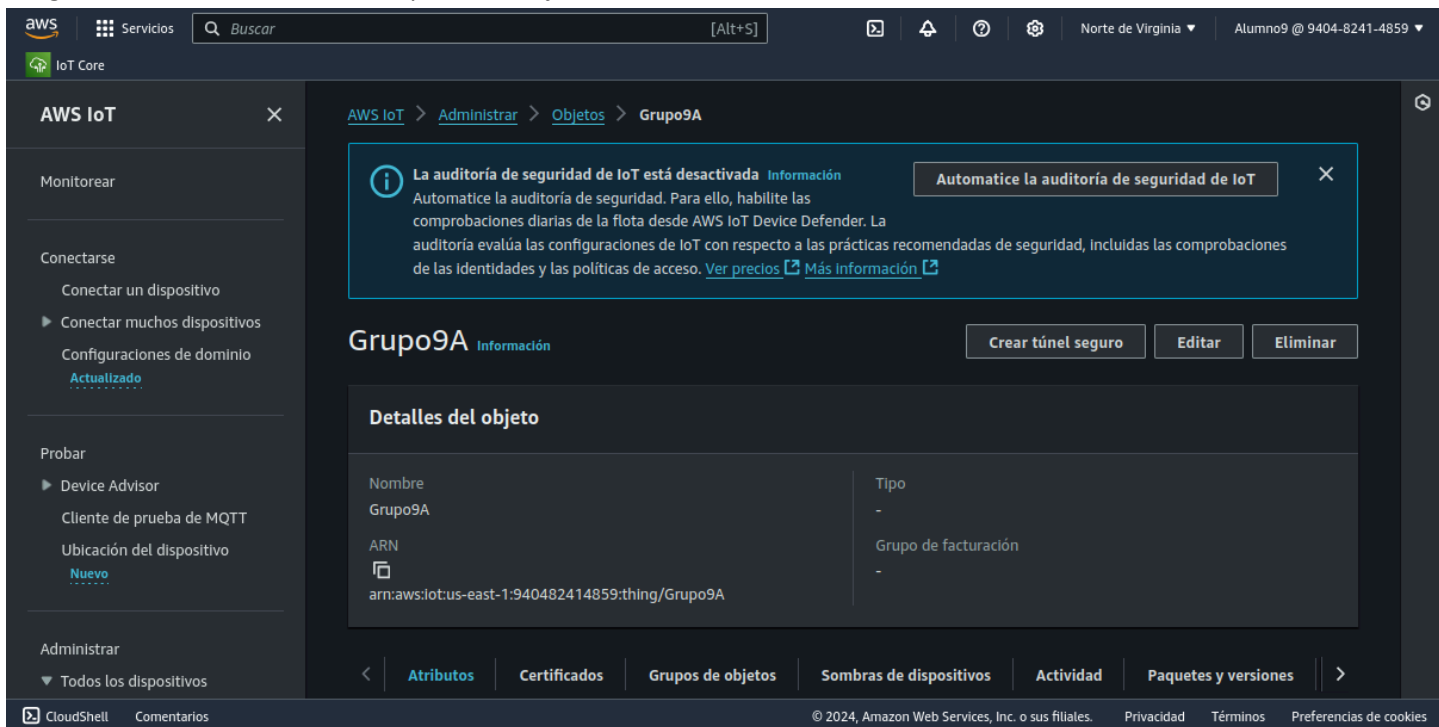 aws
Servicios
Buscar
[Alt+S]
Norte de Virginia ▼
Alumno9 @ 9404-8241-4859 ▼
IoT Core
AWS IoT
Monitorear
Conectarse
Conectar un dispositivo
Conectar muchos dispositivos
Configuraciones de dominio
Actualizado
Probar
Device Advisor
Cliente de prueba de MQTT
Ubicación del dispositivo
Nuevo
Administrar
Todos los dispositivos
AWS IoT > Administrar > Objetos > Grupo9A
La auditoría de seguridad de IoT está desactivada Información
Automatice la auditoría de seguridad. Para ello, habilite las
comprobaciones diarias de la flota desde AWS IoT Device Defender. La
auditoría evalúa las configuraciones de IoT con respecto a las prácticas recomendadas de seguridad, incluidas las comprobaciones
de las identidades y las políticas de acceso. Ver precios Más información
Automatice la auditoría de seguridad de IoT
Grupo9A Información
Crear túnel seguro
Editar
Eliminar
Detalles del objeto
Nombre
Grupo9A
ARN
arn:aws:iot:us-east-1:940482414859:thing/Grupo9A
Tipo
-
Grupo de facturación
-
Atributos
Certificados
Grupos de objetos
Sombras de dispositivos
Actividad
Paquetes y versiones
CloudShell
Comentarios
© 2024, Amazon Web Services, Inc. o sus filiales.
Privacidad
Términos
Preferencias de cookies